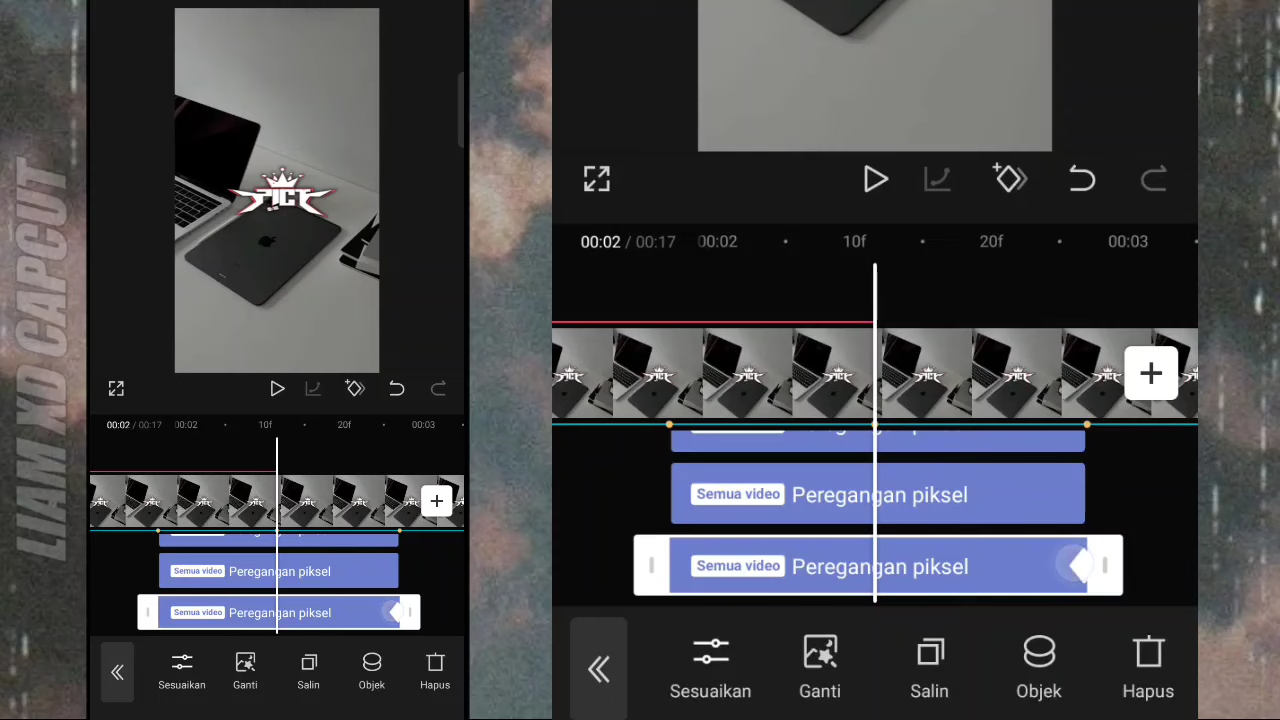 LIAM XD CAPCUT
PICT
00:02 / 00:17 00:02 10f 20f 00:03
Semua video Peregangan piksel
Semua video Peregangan piksel
Sesuaikan Ganti Salin Objek Hapus
00:02 / 00:17 00:02 10f 20f 00:03
Semua video Peregangan piksel
Semua video Peregangan piksel
Sesuaikan Ganti Salin Objek Hapus